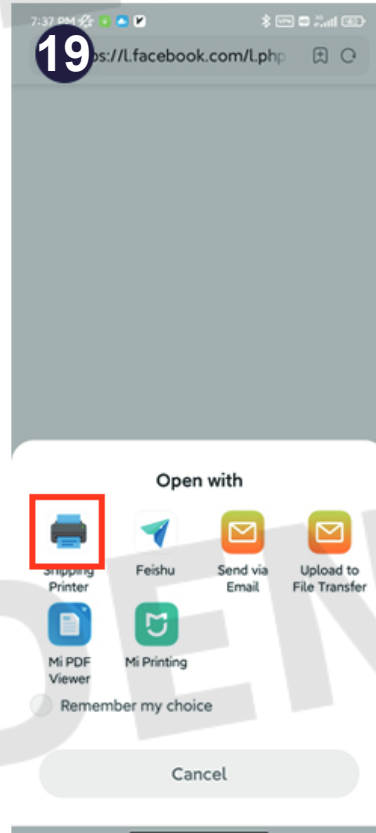 7:37 PM
19
ps://l.facebook.com/l.php
Open with
Shipping Printer
Feishu
Send via Email
Upload to File Transfer
Mi PDF Viewer
Mi Printing
Remember my choice
Cancel
DEN